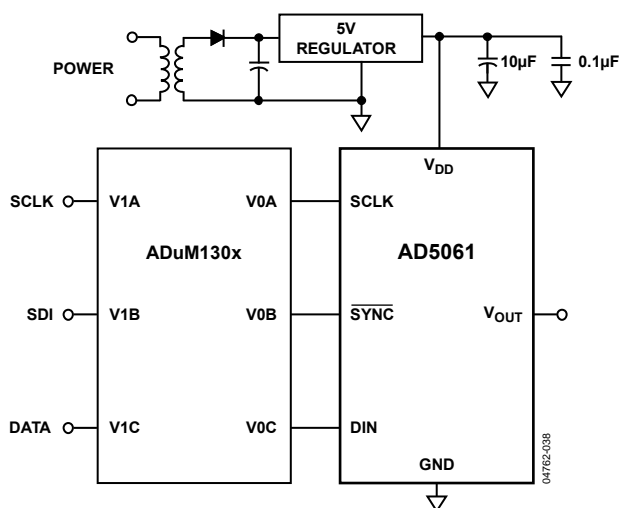 5V
REGULATOR
POWER
10µF
0.1µF
VDD
SCLK
V1A
V0A
SCLK
ADuM130x
AD5061
SDI
V1B
V0B
SYNC
VOUT
DATA
V1C
V0C
DIN
GND
04762-038